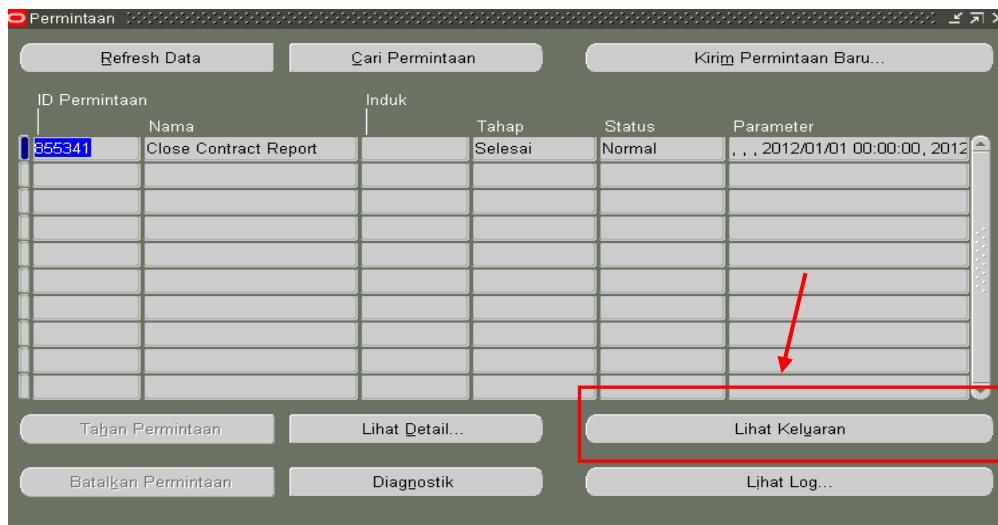 Permintaan
Refresh Data Cari Permintaan Kirim Permintaan Baru...
ID Permintaan Induk
Nama Tahap Status Parameter
855341 Close Contract Report Selesai Normal , , , 2012/01/01 00:00:00, 2012
Tahan Permintaan Lihat Detail... Lihat Keluaran
Batalkan Permintaan Diagnostik Lihat Log...